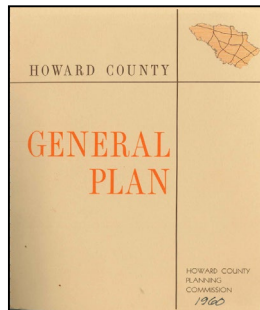 HOWARD COUNTY
GENERAL
PLAN
HOWARD COUNTY
PLANNING
COMMISSION
1960